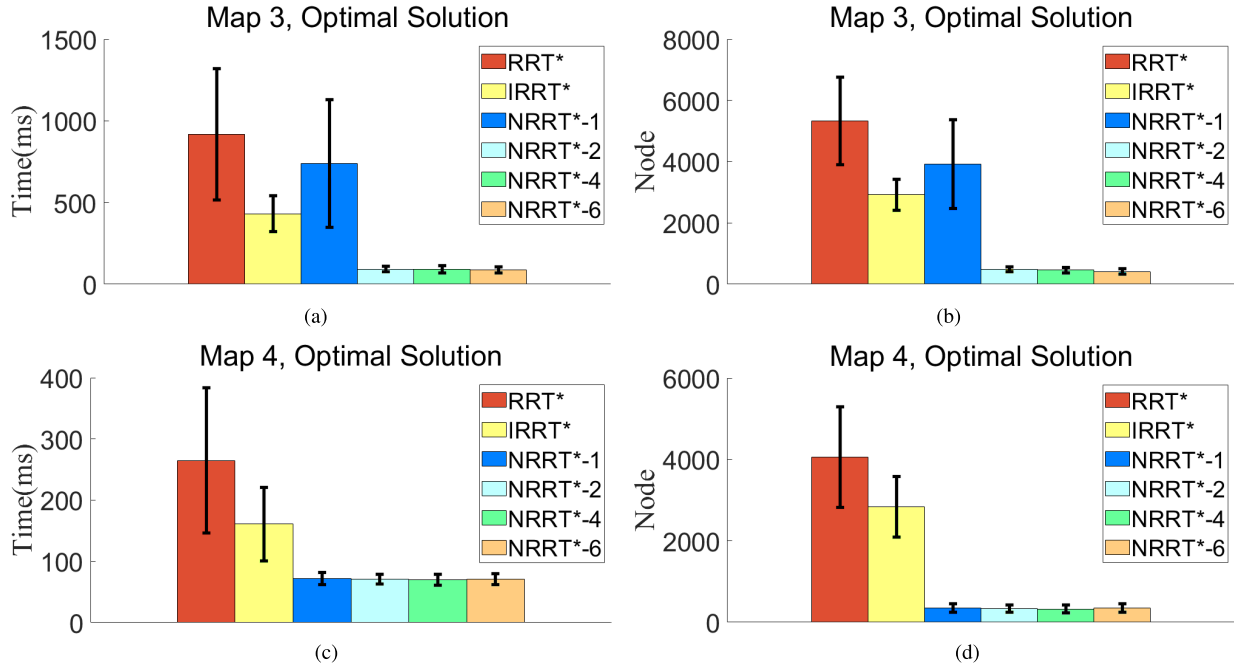 Map 3, Optimal Solution
1500
1000
500
0
Time(ms)
RRT*
IRRT*
NRRT*-1
NRRT*-2
NRRT*-4
NRRT*-6
(a)
Map 3, Optimal Solution
8000
6000
4000
2000
0
Node
RRT*
IRRT*
NRRT*-1
NRRT*-2
NRRT*-4
NRRT*-6
(b)
Map 4, Optimal Solution
400
300
200
100
0
Time(ms)
RRT*
IRRT*
NRRT*-1
NRRT*-2
NRRT*-4
NRRT*-6
(c)
Map 4, Optimal Solution
6000
4000
2000
0
Node
RRT*
IRRT*
NRRT*-1
NRRT*-2
NRRT*-4
NRRT*-6
(d)